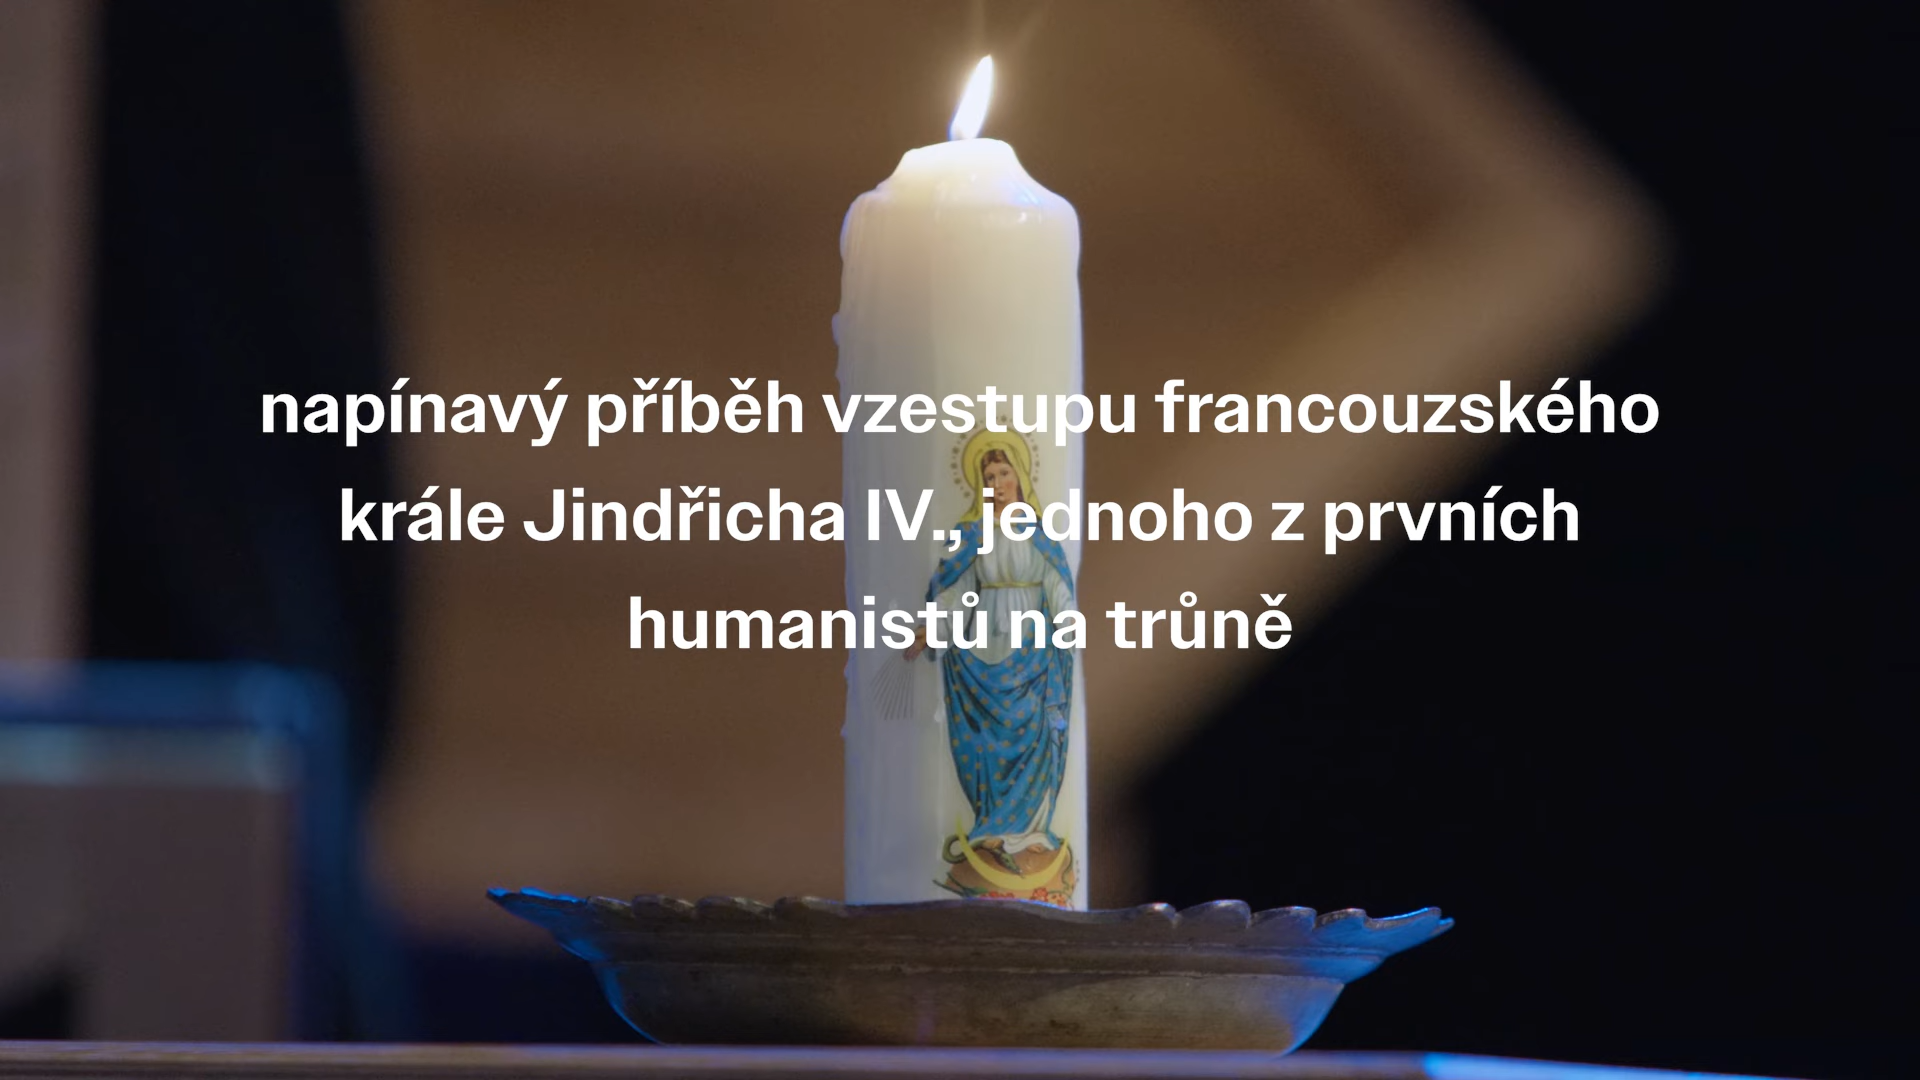 napínavý příběh vzestupu francouzského
krále Jindřicha IV., jednoho z prvních
humanistů na trůně